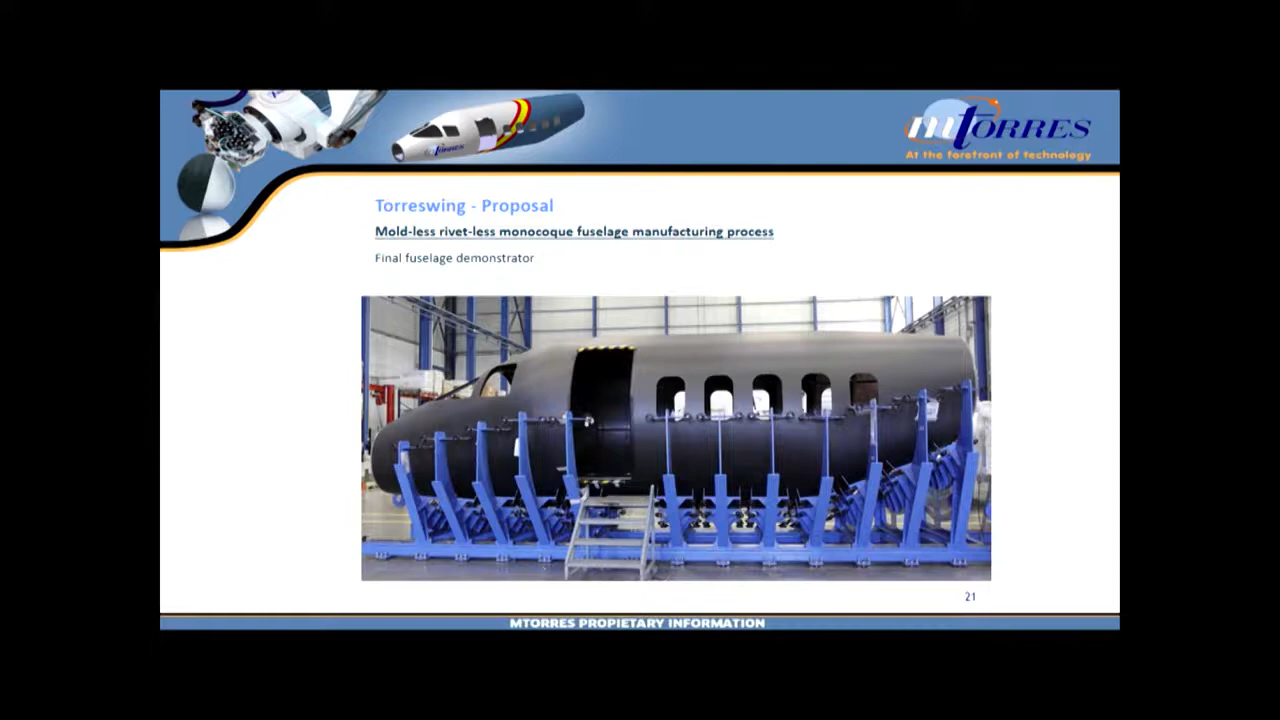 mtorres
At the forefront of technology
mtorres
Torreswing - Proposal
Mold-less rivet-less monocoque fuselage manufacturing process
Final fuselage demonstrator
21
MTORRES PROPIETARY INFORMATION